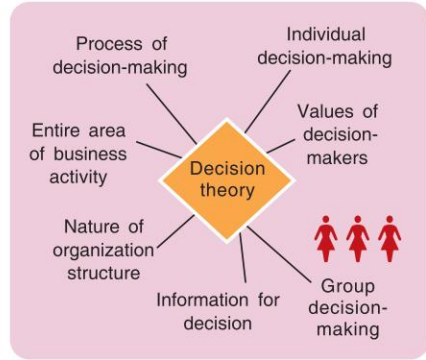 Process of
decision-making
Individual
decision-making
Entire area
of business
activity
Values of
decision-
makers
Decision
theory
Nature of
organization
structure
Information for
decision
Group
decision-
making